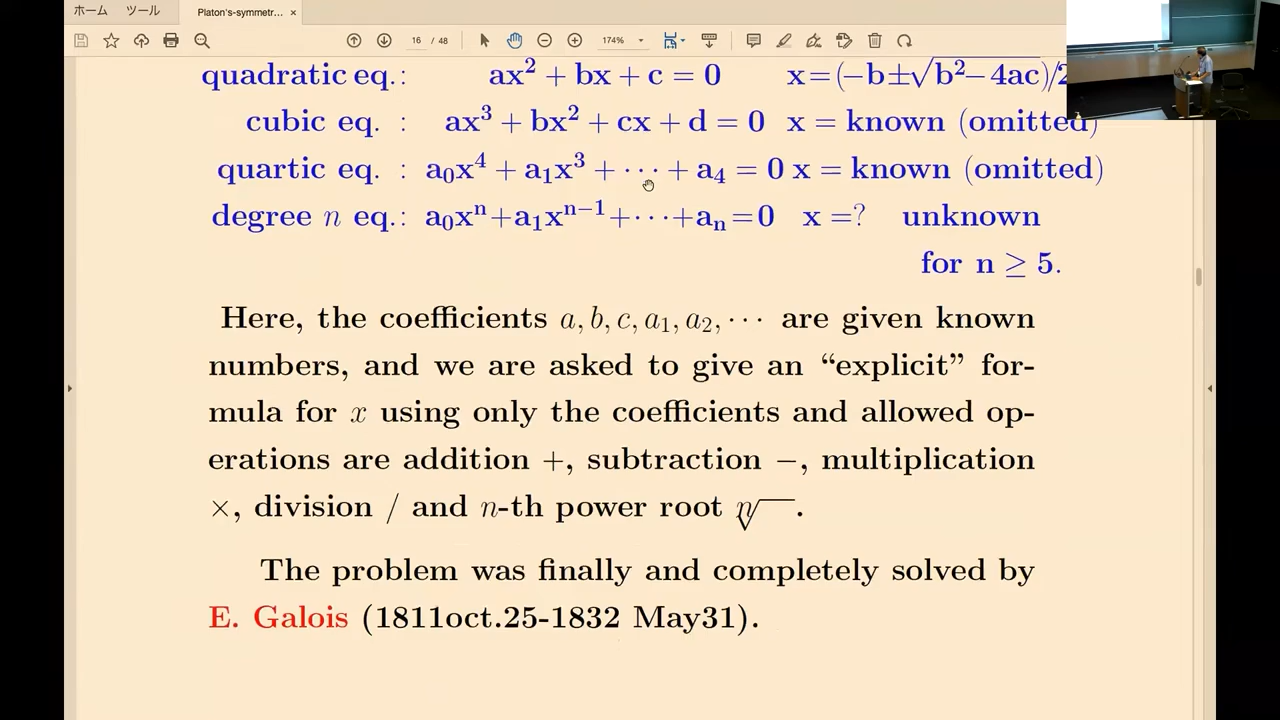 ホーム ツール Platon's-symmetr... ×
16 / 48 174%
quadratic eq.: ax² + bx + c = 0 x=(−b±√b²−4ac)/2
cubic eq. : ax³ + bx² + cx + d = 0 x = known (omitted)
quartic eq. : a₀x⁴ + a₁x³ + ··· + a₄ = 0 x = known (omitted)
degree n eq.: a₀xⁿ+a₁xⁿ⁻¹+···+aₙ=0 x =? unknown
for n ≥ 5.
Here, the coefficients a, b, c, a₁, a₂, ··· are given known
numbers, and we are asked to give an “explicit” for-
mula for x using only the coefficients and allowed op-
erations are addition +, subtraction −, multiplication
×, division / and n-th power root ⁿ√ .
The problem was finally and completely solved by
E. Galois (1811oct.25-1832 May31).